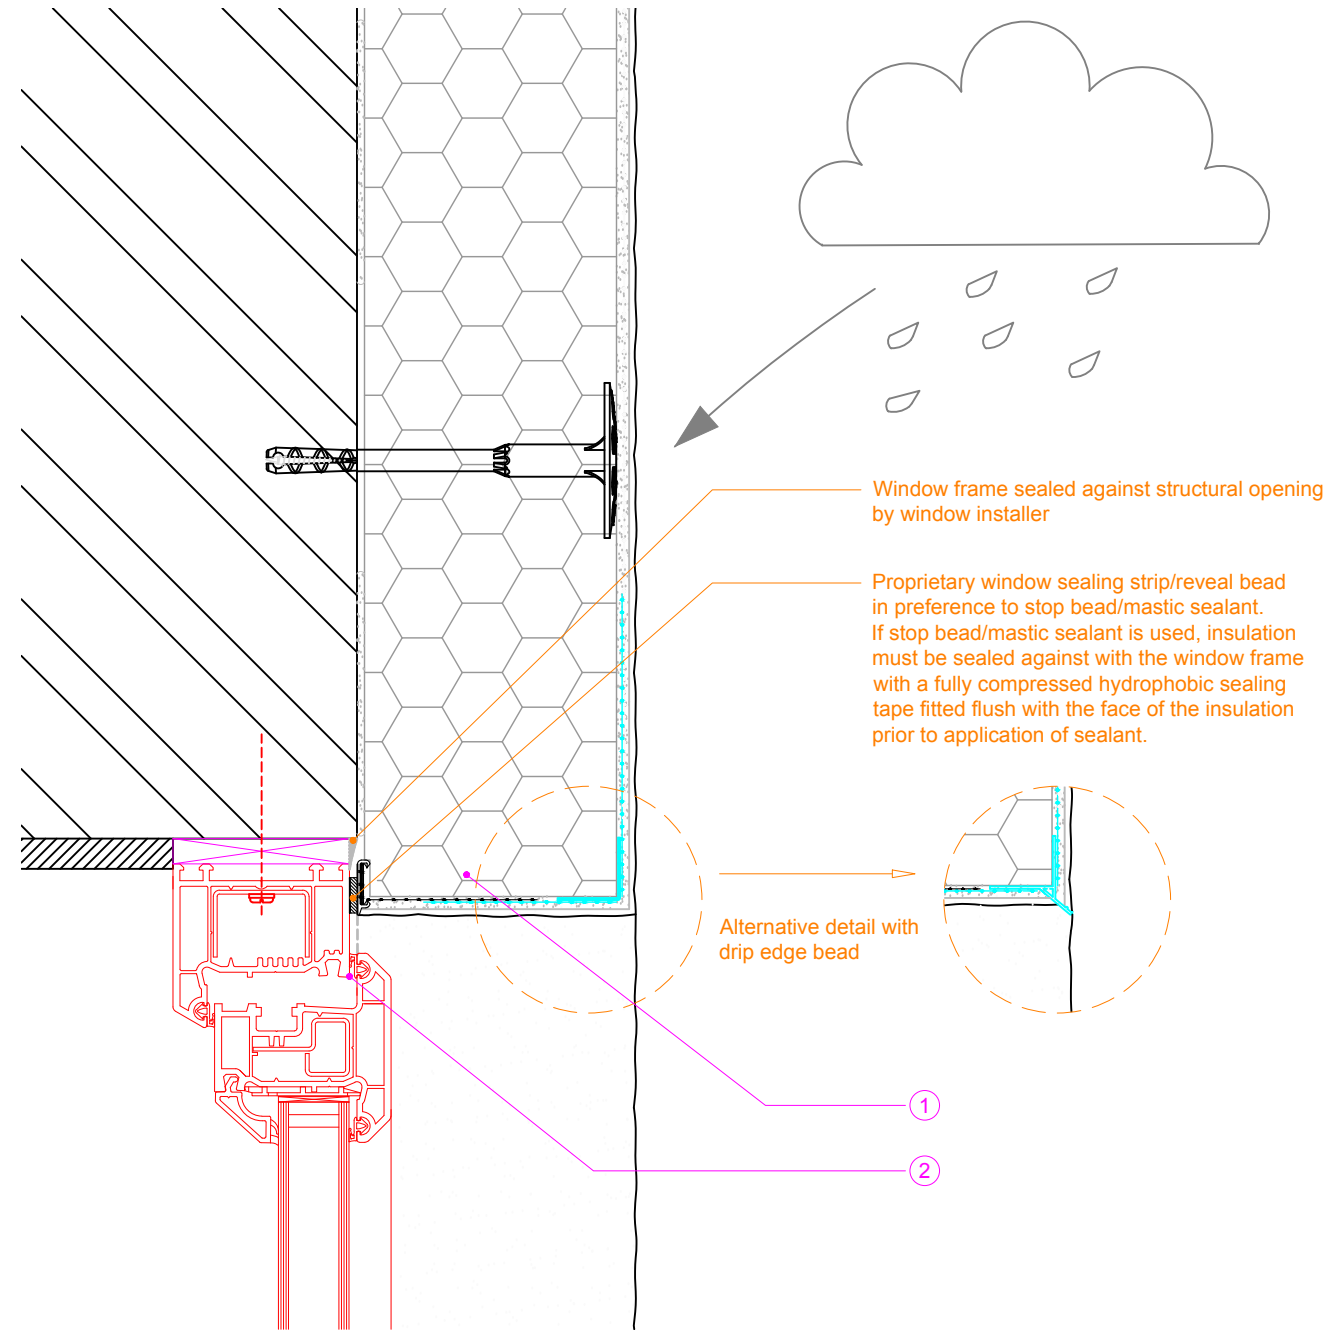 Window frame sealed against structural opening
by window installer
Proprietary window sealing strip/reveal bead
in preference to stop bead/mastic sealant.
If stop bead/mastic sealant is used, insulation
must be sealed against with the window frame
with a fully compressed hydrophobic sealing
tape fitted flush with the face of the insulation
prior to application of sealant.
Alternative detail with
drip edge bead
1
2